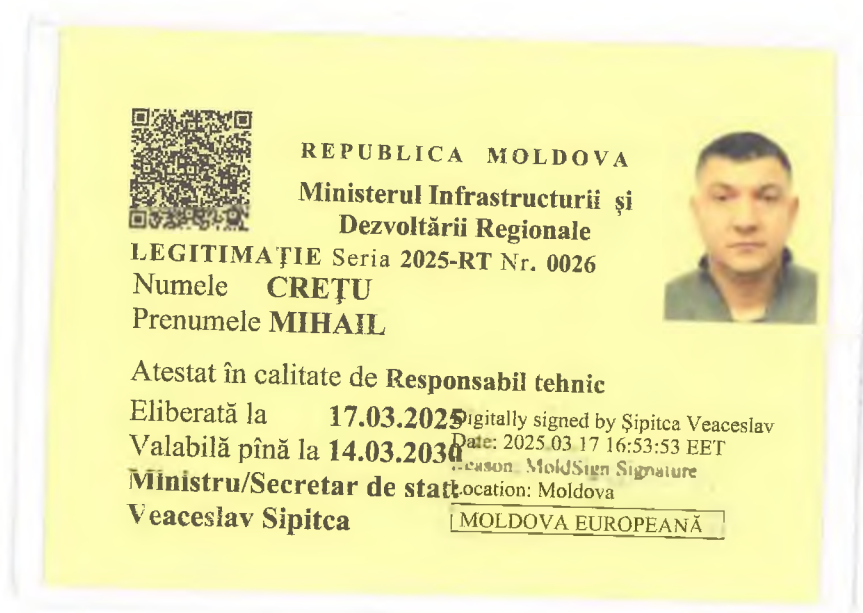 REPUBLICA MOLDOVA
Ministerul Infrastructurii și
Dezvoltării Regionale
LEGITIMAȚIE Seria 2025-RT Nr. 0026
Numele CREȚU
Prenumele MIHAIL
Atestat în calitate de Responsabil tehnic
Eliberată la 17.03.2025
Valabilă pînă la 14.03.2030
Ministru/Secretar de stat
Veaceslav Sipitca
Digitally signed by Șipitca Veaceslav
Date: 2025.03.17 16:53:53 EET
Reason: MoldSign Signature
Location: Moldova
MOLDOVA EUROPEANĂ